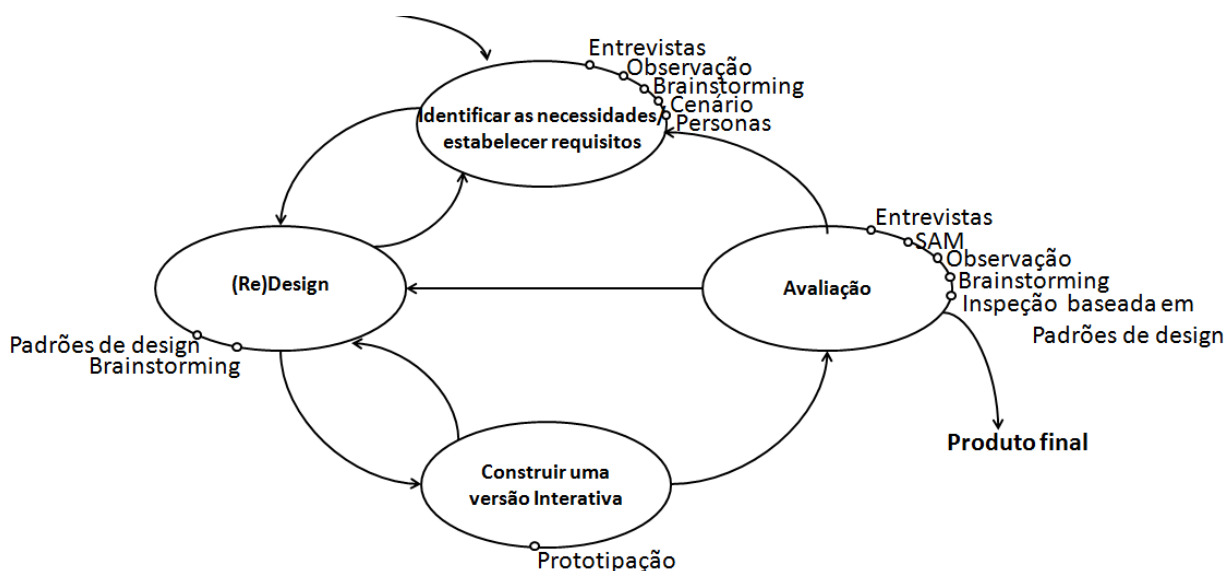 Entrevistas
Observação
Brainstorming
Cenário
Personas
Identificar as necessidades/
estabelecer requisitos
Entrevistas
SAM
Observação
Brainstorming
Inspeção baseada em
Padrões de design
(Re)Design
Avaliação
Padrões de design
Brainstorming
Produto final
Construir uma
versão Interativa
Prototipação